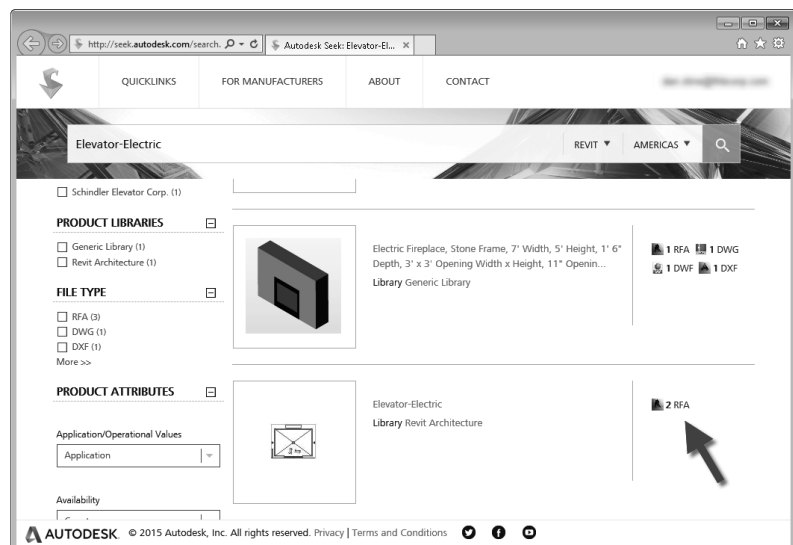 http://seek.autodesk.com/search.
Autodesk Seek: Elevator-El...
QUICKLINKS
FOR MANUFACTURERS
ABOUT
CONTACT
Elevator-Electric
REVIT
AMERICAS
Schindler Elevator Corp. (1)
PRODUCT LIBRARIES
Generic Library (1)
Revit Architecture (1)
FILE TYPE
RFA (3)
DWG (1)
DXF (1)
More >>
PRODUCT ATTRIBUTES
Application/Operational Values
Application
Availability
Electric Fireplace, Stone Frame, 7' Width, 5' Height, 1' 6"
Depth, 3' x 3' Opening Width x Height, 11" Openin...
Library Generic Library
1 RFA 1 DWG
1 DWF 1 DXF
Elevator-Electric
Library Revit Architecture
2 RFA
AUTODESK. © 2015 Autodesk, Inc. All rights reserved. Privacy | Terms and Conditions